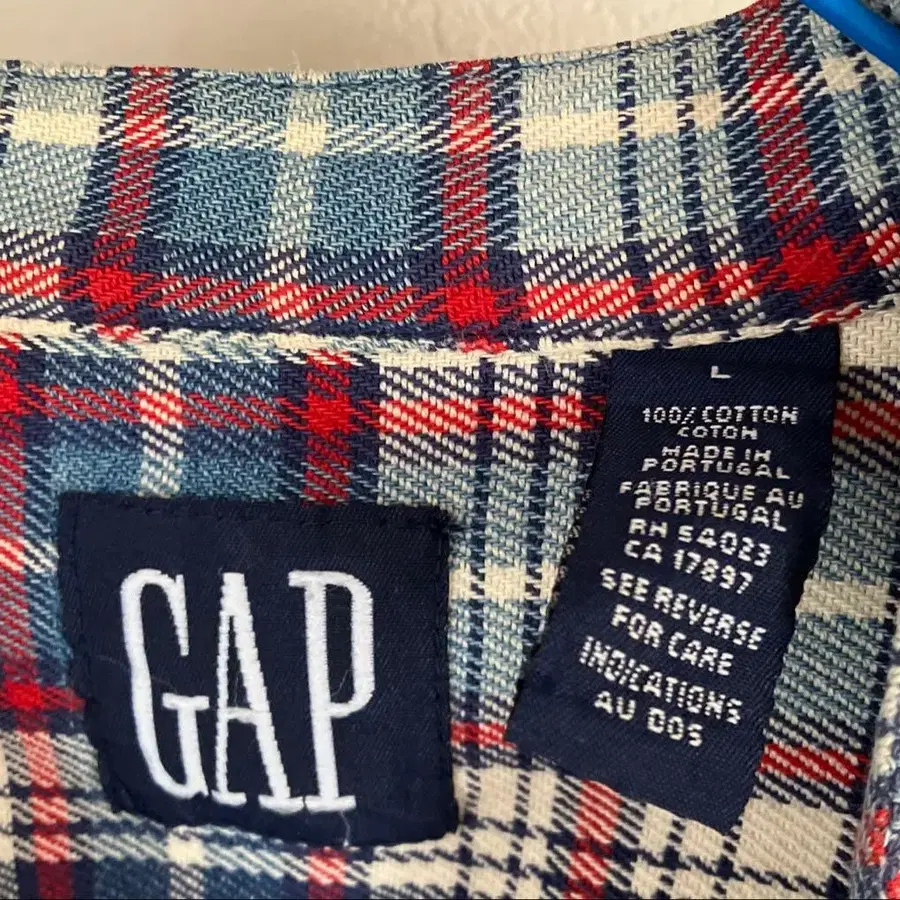 GAP
L
100% COTTON
COTON
MADE IN
PORTUGAL
FABRIQUE AU
PORTUGAL
RN 54023
CA 17897
SEE REVERSE
FOR CARE
INDICATIONS
AU DOS